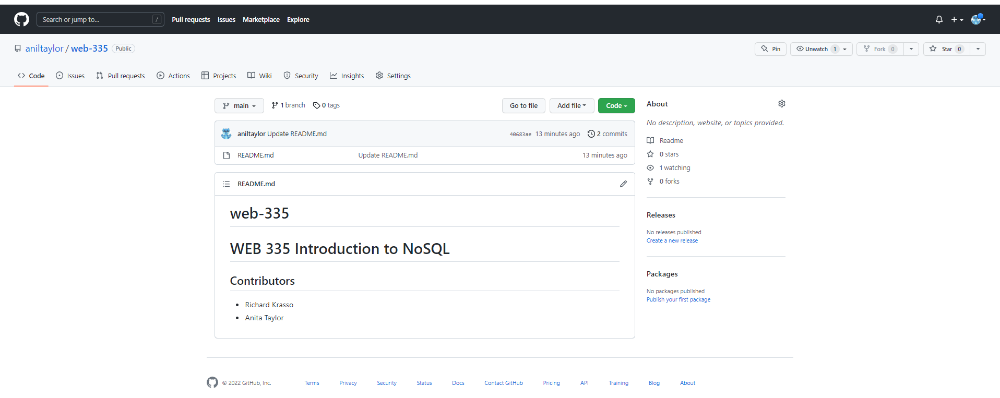 Search or jump to... /
Pull requests Issues Marketplace Explore
aniltaylor / web-335 Public
Pin Unwatch 1 Fork 0 Star 0
Code Issues Pull requests Actions Projects Wiki Insights Security Settings
main 1 branch 0 tags
Go to file Add file Code
aniltaylor Update README.md 40683ae 13 minutes ago 2 commits
README.md Update README.md 13 minutes ago
README.md
web-335
WEB 335 Introduction to NoSQL
Contributors
Richard Krasso
Anita Taylor
About
No description, website, or topics provided.
Readme
0 stars
1 watching
0 forks
Releases
No releases published
Create a new release
Packages
No packages published
Publish your first package
© 2022 GitHub, Inc. Terms Privacy Security Status Docs Contact GitHub Pricing API Training Blog About